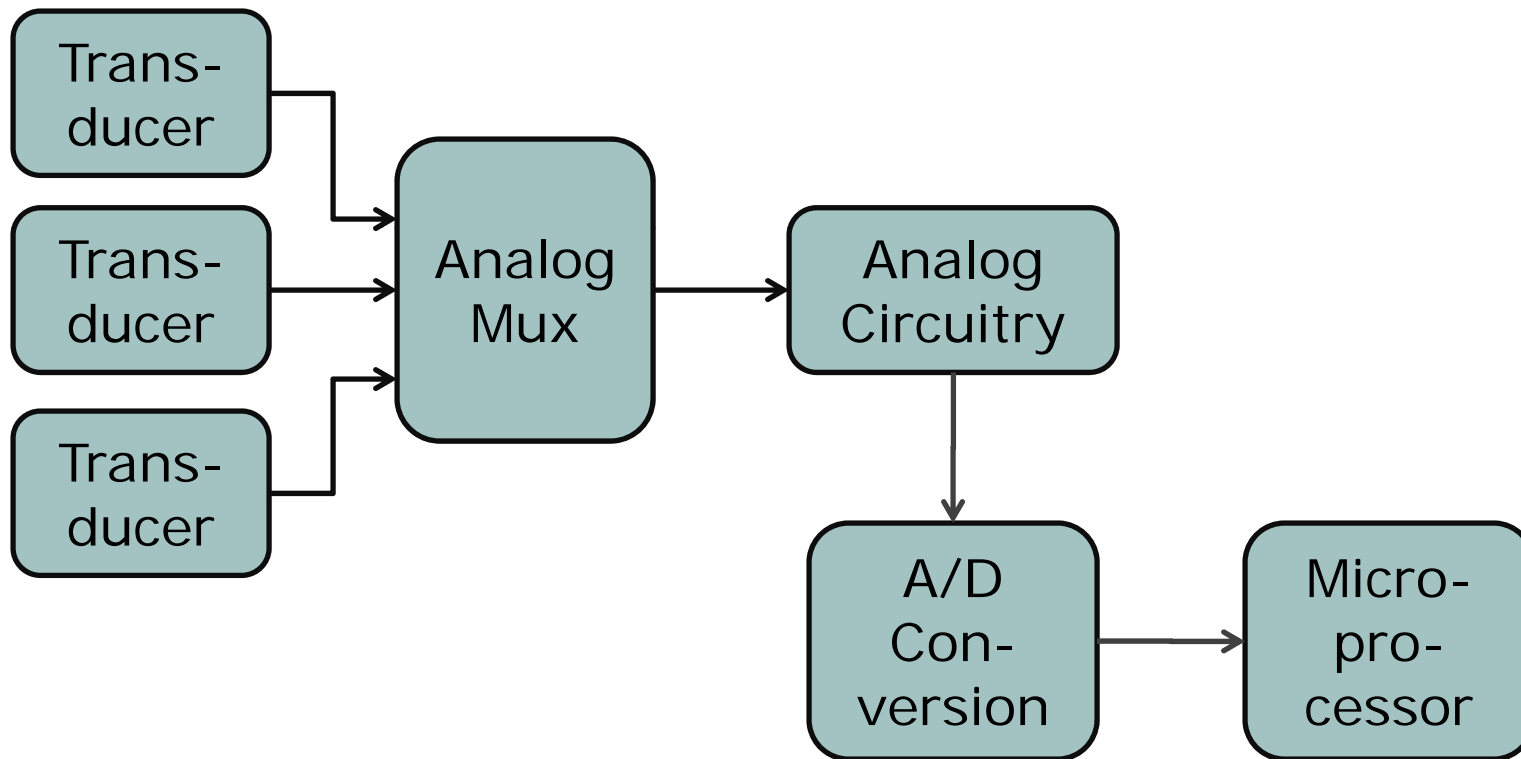 Trans-
ducer
Trans-
ducer
Trans-
ducer
Analog
Mux
Analog
Circuitry
A/D
Con-
version
Micro-
pro-
cessor